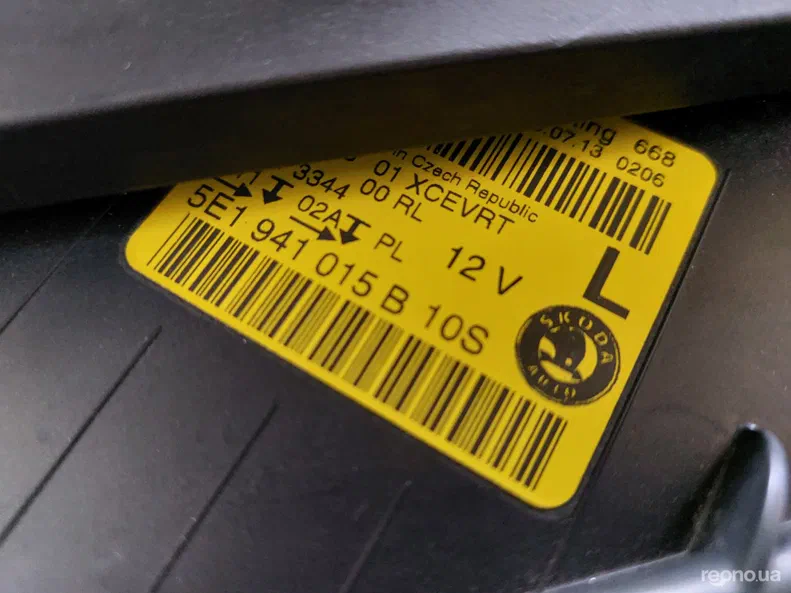 668
07.13 0206
in Czech Republic
01 XCEVRT
3344 00 RL
02A PL 12 V
5E1 941 015 B 10S
L
SKODA
AUTO
repno.ua